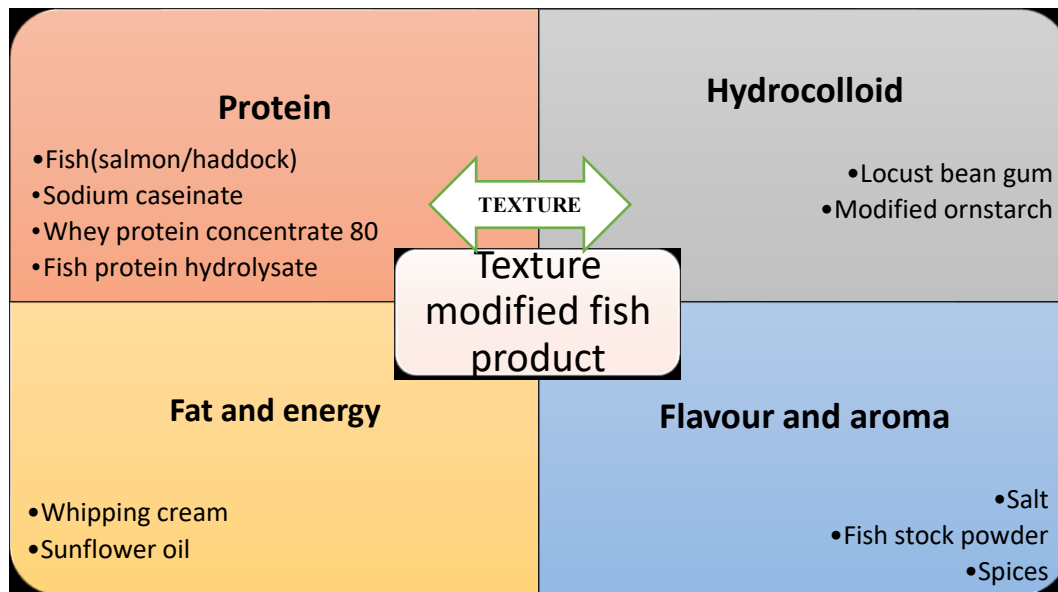 Protein
•Fish(salmon/haddock)
•Sodium caseinate
•Whey protein concentrate 80
•Fish protein hydrolysate
Hydrocolloid
•Locust bean gum
•Modified ornstarch
TEXTURE
Texture
modified fish
product
Fat and energy
•Whipping cream
•Sunflower oil
Flavour and aroma
•Salt
•Fish stock powder
•Spices